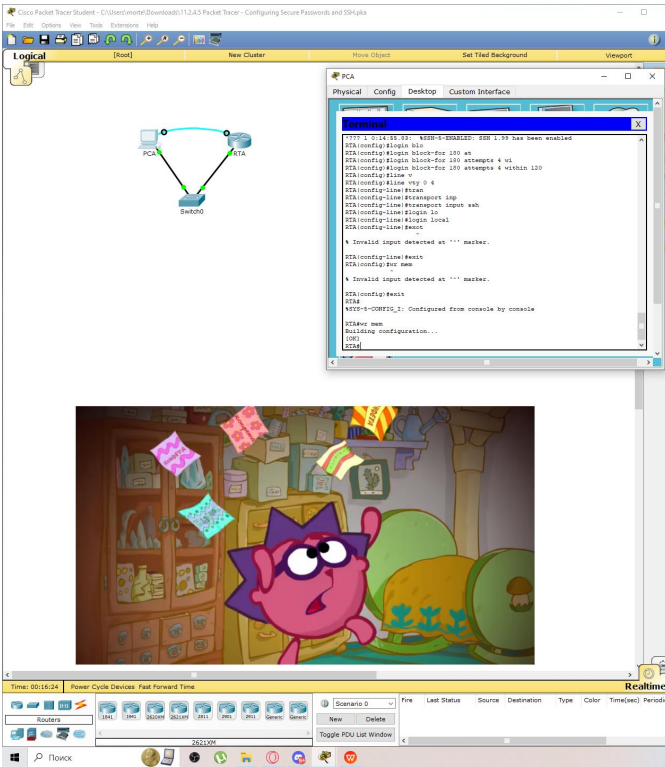 Cisco Packet Tracer Student - C:\Users\morte\Downloads\11.2.4.5 Packet Tracer - Configuring Secure Passwords and SSH.pka
File Edit Options View Tools Extensions Help
Logical [Root] New Cluster Move Object Set Tiled Background Viewport
PCA
Physical Config Desktop Custom Interface
Terminal X
*??? 1 0:14:55.83: %SSH-5-ENABLED: SSH 1.99 has been enabled
RTA(config)#login blo
RTA(config)#login block-for 180 at
RTA(config)#login block-for 180 attempts 4 wi
RTA(config)#login block-for 180 attempts 4 within 120
RTA(config)#line v
RTA(config)#line vty 0 4
RTA(config-line)#tran
RTA(config-line)#transport inp
RTA(config-line)#transport input ssh
RTA(config-line)#login lo
RTA(config-line)#login local
RTA(config-line)#exot
^
% Invalid input detected at '^' marker.
RTA(config-line)#exit
RTA(config)#wr mem
^
% Invalid input detected at '^' marker.
RTA(config)#exit
RTA#
%SYS-5-CONFIG_I: Configured from console by console
RTA#wr mem
Building configuration...
[OK]
RTA#
PCA
RTA
Switch0
Time: 00:16:24 Power Cycle Devices Fast Forward Time Realtime
Routers
1841 1941 2620XM 2621XM 2811 2901 2911 Generic Generic
2621XM
Scenario 0
New Delete
Toggle PDU List Window
Fire Last Status Source Destination Type Color Time(sec) Periodic
Поиск